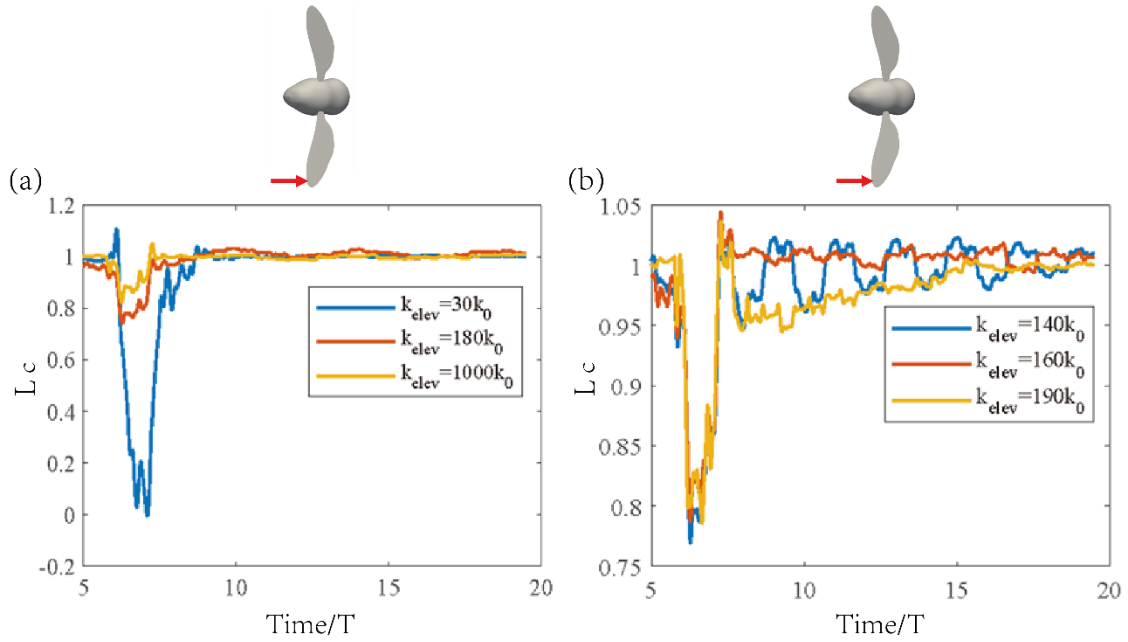 (a)
1.2
1
0.8
0.6
0.4
0.2
0
-0.2
L c
k_elev=30k_0
k_elev=180k_0
k_elev=1000k_0
5
10
15
20
Time/T
(b)
1.05
1
0.95
0.9
0.85
0.8
0.75
L c
k_elev=140k_0
k_elev=160k_0
k_elev=190k_0
5
10
15
20
Time/T